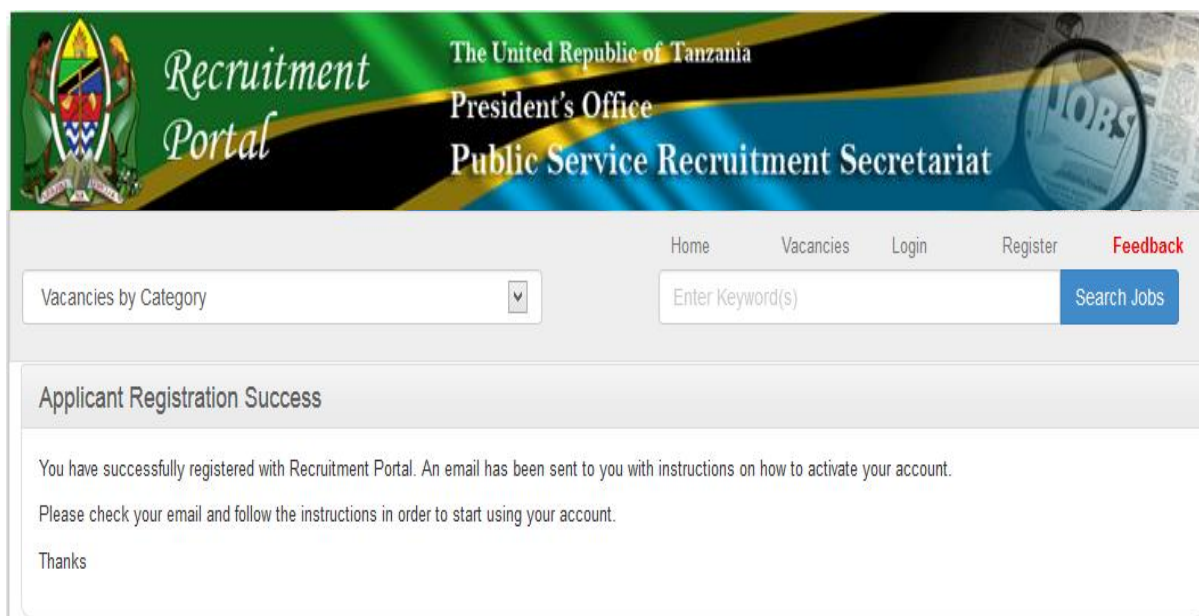 Recruitment
Portal
The United Republic of Tanzania
President's Office
Public Service Recruitment Secretariat
JOBS
Home Vacancies Login Register Feedback
Vacancies by Category
Enter Keyword(s)
Search Jobs
Applicant Registration Success
You have successfully registered with Recruitment Portal. An email has been sent to you with instructions on how to activate your account.
Please check your email and follow the instructions in order to start using your account.
Thanks